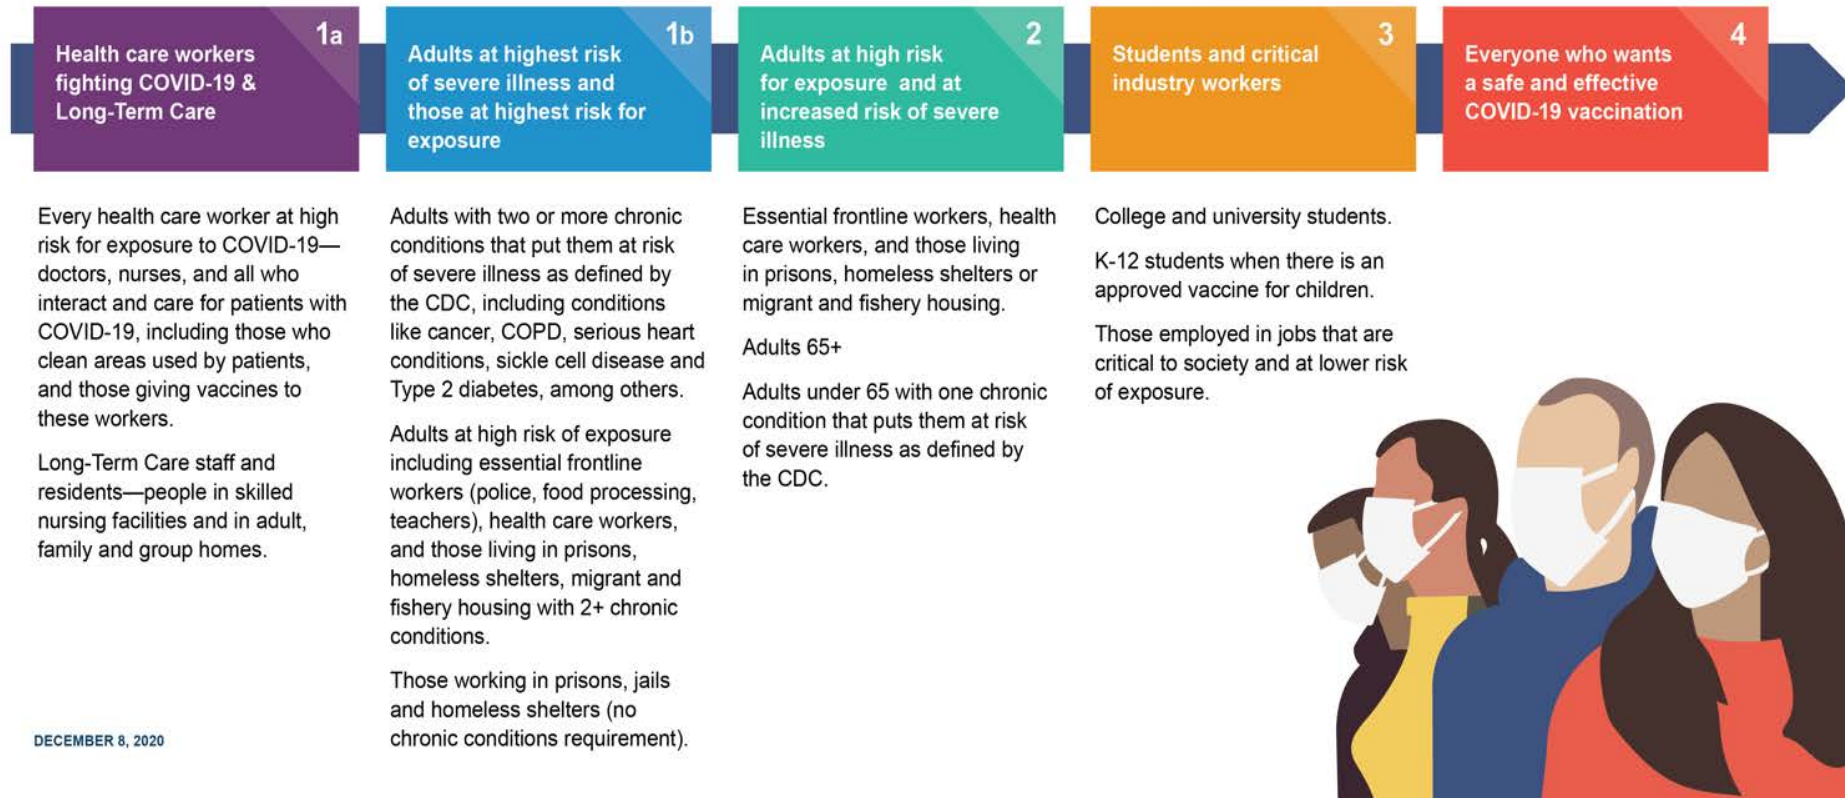 1a
Health care workers
fighting COVID-19 &
Long-Term Care
Every health care worker at high
risk for exposure to COVID-19—
doctors, nurses, and all who
interact and care for patients with
COVID-19, including those who
clean areas used by patients,
and those giving vaccines to
these workers.
Long-Term Care staff and
residents—people in skilled
nursing facilities and in adult,
family and group homes.
1b
Adults at highest risk
of severe illness and
those at highest risk for
exposure
Adults with two or more chronic
conditions that put them at risk
of severe illness as defined by
the CDC, including conditions
like cancer, COPD, serious heart
conditions, sickle cell disease and
Type 2 diabetes, among others.
Adults at high risk of exposure
including essential frontline
workers (police, food processing,
teachers), health care workers,
and those living in prisons,
homeless shelters, migrant and
fishery housing with 2+ chronic
conditions.
Those working in prisons, jails
and homeless shelters (no
chronic conditions requirement).
2
Adults at high risk
for exposure and at
increased risk of severe
illness
Essential frontline workers, health
care workers, and those living
in prisons, homeless shelters or
migrant and fishery housing.
Adults 65+
Adults under 65 with one chronic
condition that puts them at risk
of severe illness as defined by
the CDC.
3
Students and critical
industry workers
College and university students.
K-12 students when there is an
approved vaccine for children.
Those employed in jobs that are
critical to society and at lower risk
of exposure.
4
Everyone who wants
a safe and effective
COVID-19 vaccination
DECEMBER 8, 2020